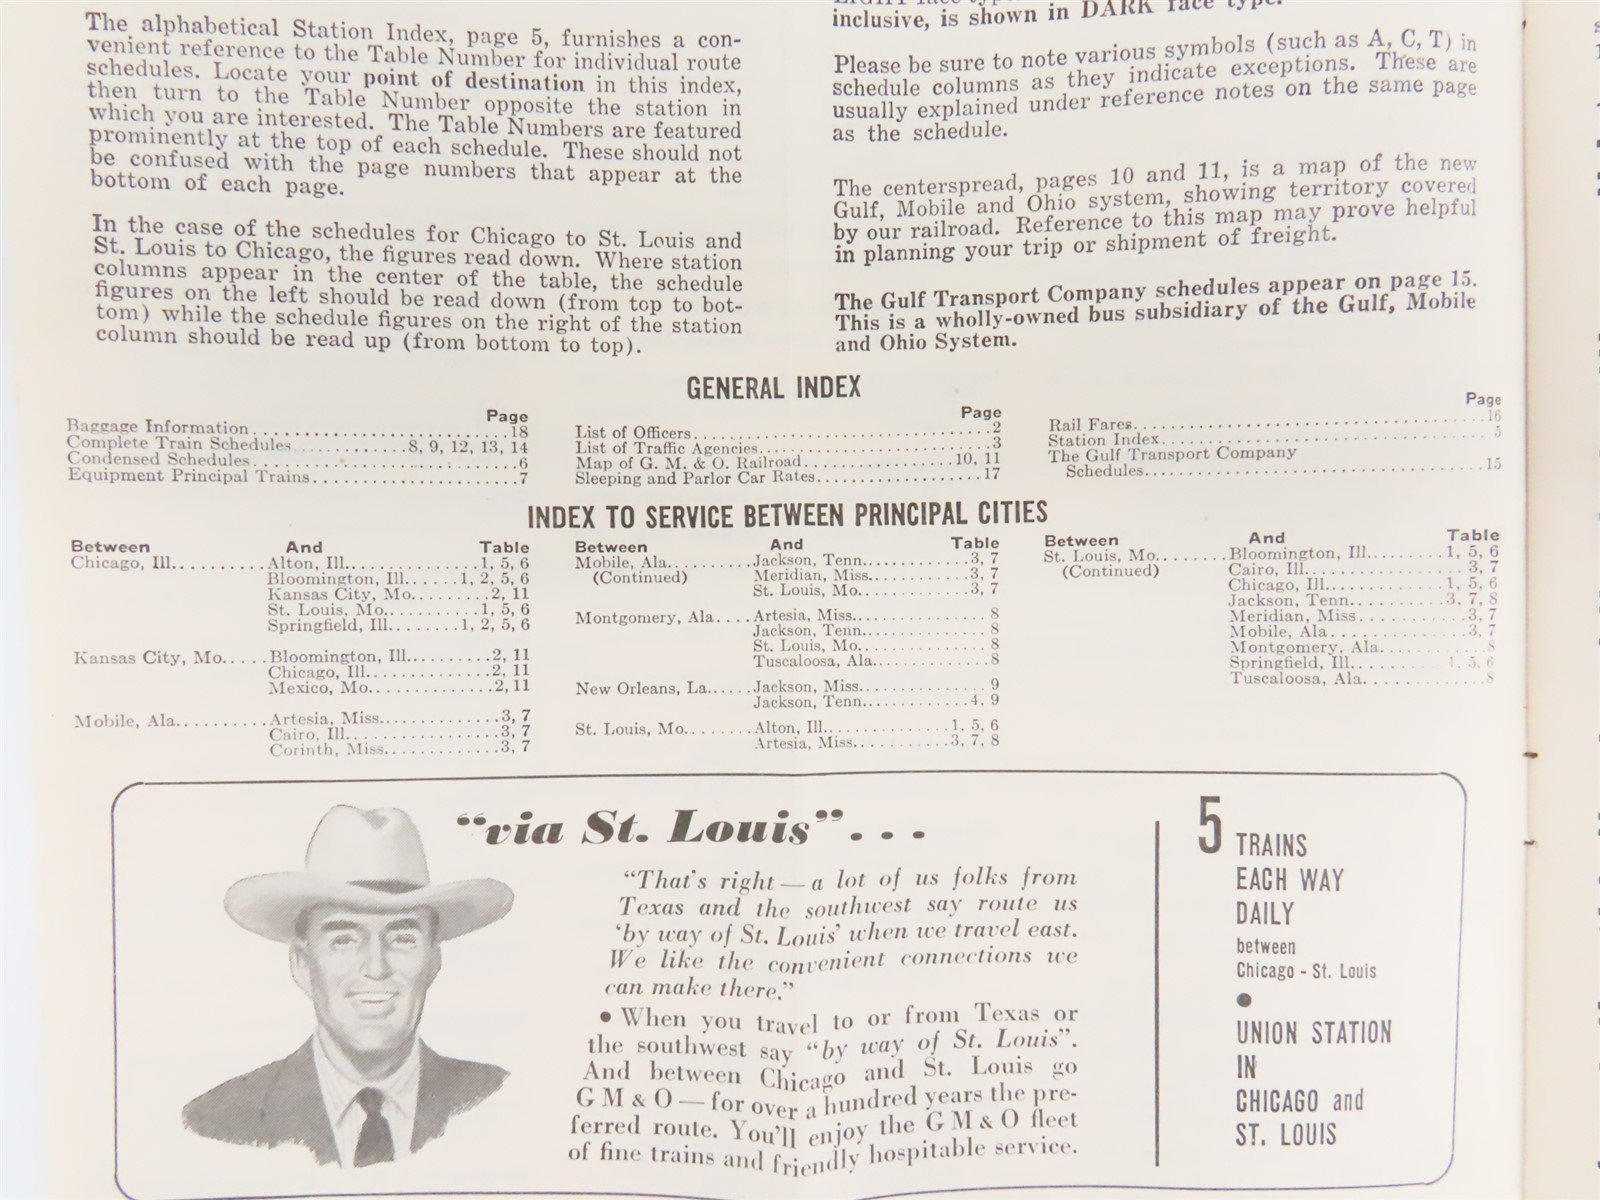 The alphabetical Station Index, page 5, furnishes a con-
venient reference to the Table Number for individual route
schedules. Locate your point of destination in this index,
then turn to the Table Number opposite the station in
which you are interested. The Table Numbers are featured
prominently at the top of each schedule. These should not
be confused with the page numbers that appear at the
bottom of each page.
In the case of the schedules for Chicago to St. Louis and
St. Louis to Chicago, the figures read down. Where station
columns appear in the center of the table, the schedule
figures on the left should be read down (from top to bot-
tom) while the schedule figures on the right of the station
column should be read up (from bottom to top).
inclusive, is shown in DARK face type.
Please be sure to note various symbols (such as A, C, T) in
schedule columns as they indicate exceptions. These are
usually explained under reference notes on the same page
as the schedule.
The centerspread, pages 10 and 11, is a map of the new
Gulf, Mobile and Ohio system, showing territory covered
by our railroad. Reference to this map may prove helpful
in planning your trip or shipment of freight.
The Gulf Transport Company schedules appear on page 15.
This is a wholly-owned bus subsidiary of the Gulf, Mobile
and Ohio System.
GENERAL INDEX
Page
Baggage Information..............................18
Complete Train Schedules............8, 9, 12, 13, 14
Condensed Schedules..............................6
Equipment Principal Trains.......................7
Page
List of Officers.................................2
List of Traffic Agencies.........................3
Map of G. M. & O. Railroad.................10, 11
Sleeping and Parlor Car Rates...................17
Page
Rail Fares......................................16
Station Index....................................5
The Gulf Transport Company
Schedules.......................................15
INDEX TO SERVICE BETWEEN PRINCIPAL CITIES
Between And Table
Chicago, Ill..........Alton, Ill...............1, 5, 6
Bloomington, Ill......1, 2, 5, 6
Kansas City, Mo.........2, 11
St. Louis, Mo..........1, 5, 6
Springfield, Ill........1, 2, 5, 6
Kansas City, Mo.....Bloomington, Ill..........2, 11
Chicago, Ill..............2, 11
Mexico, Mo..............2, 11
Mobile, Ala..........Artesia, Miss.............3, 7
Cairo, Ill.................3, 7
Corinth, Miss............3, 7
Between And Table
Mobile, Ala..........Jackson, Tenn............3, 7
(Continued) Meridian, Miss...........3, 7
St. Louis, Mo............3, 7
Montgomery, Ala....Artesia, Miss...............8
Jackson, Tenn..............8
St. Louis, Mo..............8
Tuscaloosa, Ala............8
New Orleans, La......Jackson, Miss..............9
Jackson, Tenn............4, 9
St. Louis, Mo........Alton, Ill..............1, 5, 6
Artesia, Miss..........3, 7, 8
Between And Table
St. Louis, Mo........Bloomington, Ill........1, 5, 6
(Continued) Cairo, Ill................3, 7
Chicago, Ill.............1, 5, 6
Jackson, Tenn..........3, 7, 8
Meridian, Miss...........3, 7
Mobile, Ala..............3, 7
Montgomery, Ala............8
Springfield, Ill..........1, 5, 6
Tuscaloosa, Ala............8
"via St. Louis"...
"That's right — a lot of us folks from
Texas and the southwest say route us
'by way of St. Louis' when we travel east.
We like the convenient connections we
can make there."
• When you travel to or from Texas or
the southwest say "by way of St. Louis".
And between Chicago and St. Louis go
G M & O — for over a hundred years the pre-
ferred route. You'll enjoy the G M & O fleet
of fine trains and friendly hospitable service.
5 TRAINS
EACH WAY
DAILY
between
Chicago - St. Louis
•
UNION STATION
IN
CHICAGO and
ST. LOUIS